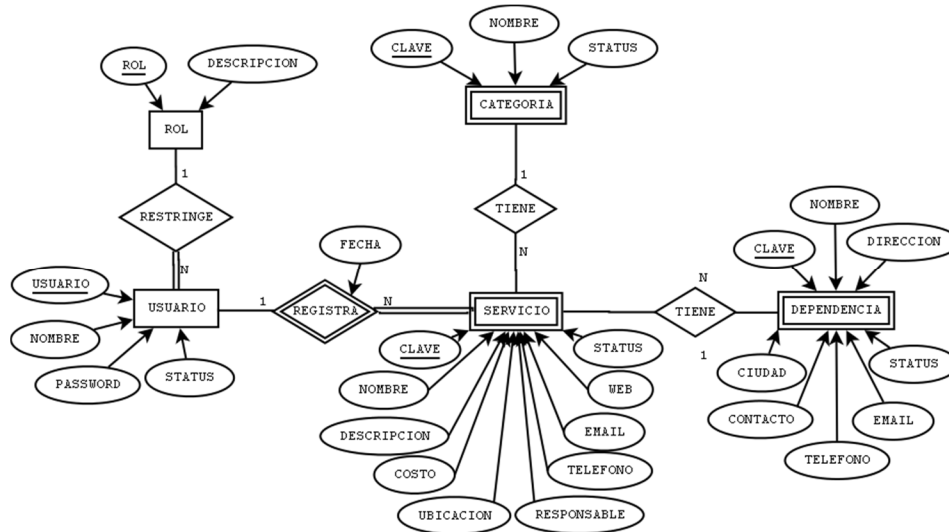 NOMBRE
CLAVE
STATUS
ROL
DESCRIPCION
CATEGORIA
ROL
1
1
RESTRINGE
TIENE
NOMBRE
FECHA
CLAVE
DIRECCION
N
N
N
USUARIO
USUARIO
1
REGISTRA
N
SERVICIO
TIENE
DEPENDENCIA
NOMBRE
CLAVE
STATUS
1
STATUS
PASSWORD
STATUS
NOMBRE
WEB
CIUDAD
CONTACTO
EMAIL
DESCRIPCION
EMAIL
TELEFONO
COSTO
TELEFONO
UBICACION
RESPONSABLE